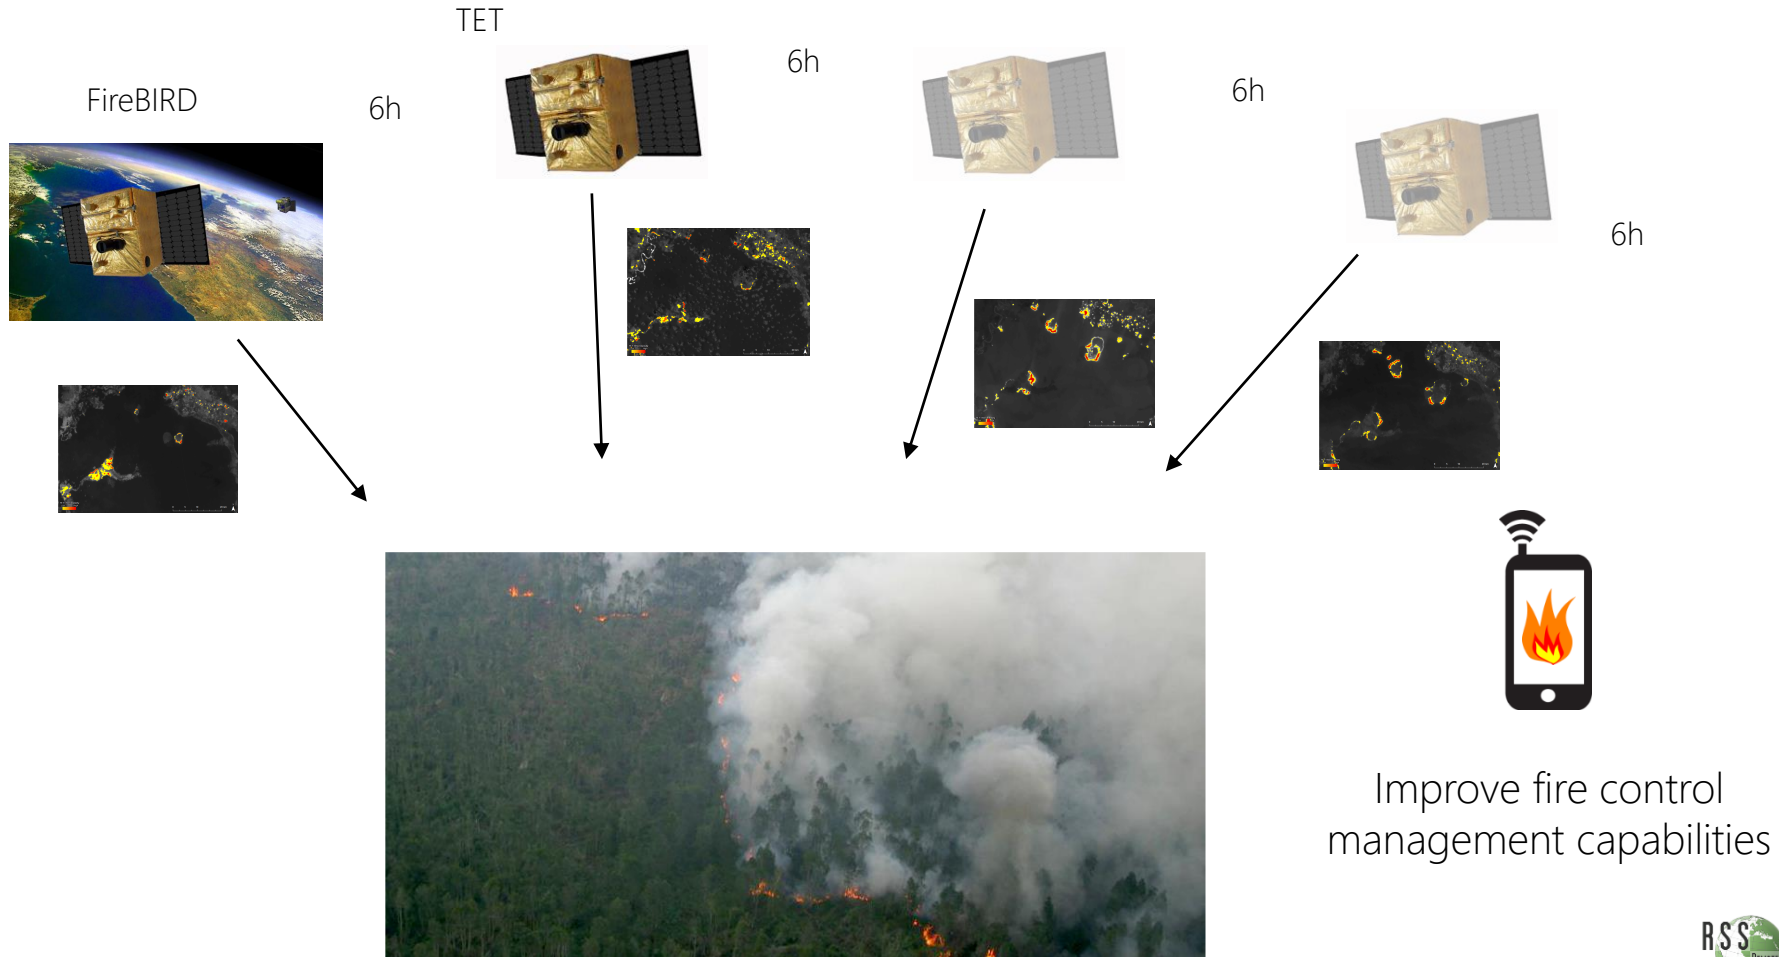 TET
6h
6h
FireBIRD
6h
6h
Improve fire control
management capabilities
RSS